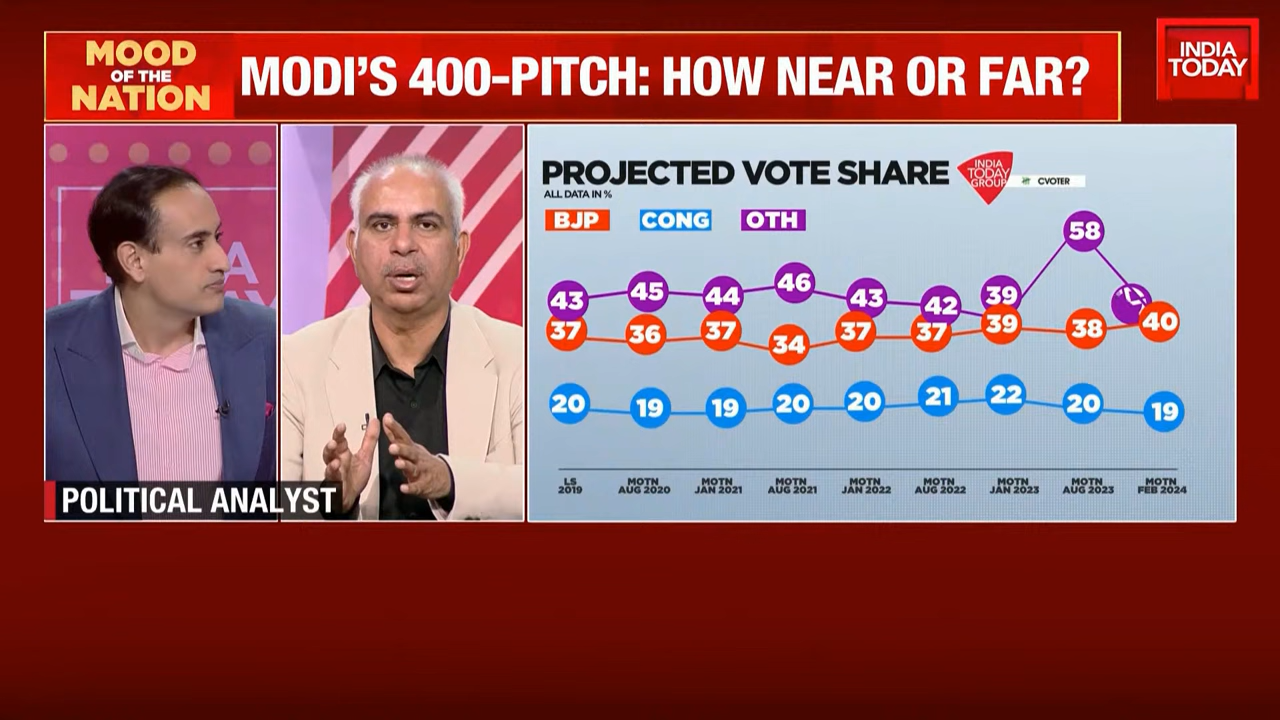 MOOD
OF THE
NATION
MODI'S 400-PITCH: HOW NEAR OR FAR?
INDIA
TODAY
PROJECTED VOTE SHARE
INDIA
TODAY
GROUP
CVOTER
ALL DATA IN %
BJP CONG OTH
58
43 45 44 46 43 42 39
37 36 37 34 37 37 39 38 40
20 19 19 20 20 21 22 20 19
LS
2019
MOTN
AUG 2020
MOTN
JAN 2021
MOTN
AUG 2021
MOTN
JAN 2022
MOTN
AUG 2022
MOTN
JAN 2023
MOTN
AUG 2023
MOTN
FEB 2024
POLITICAL ANALYST